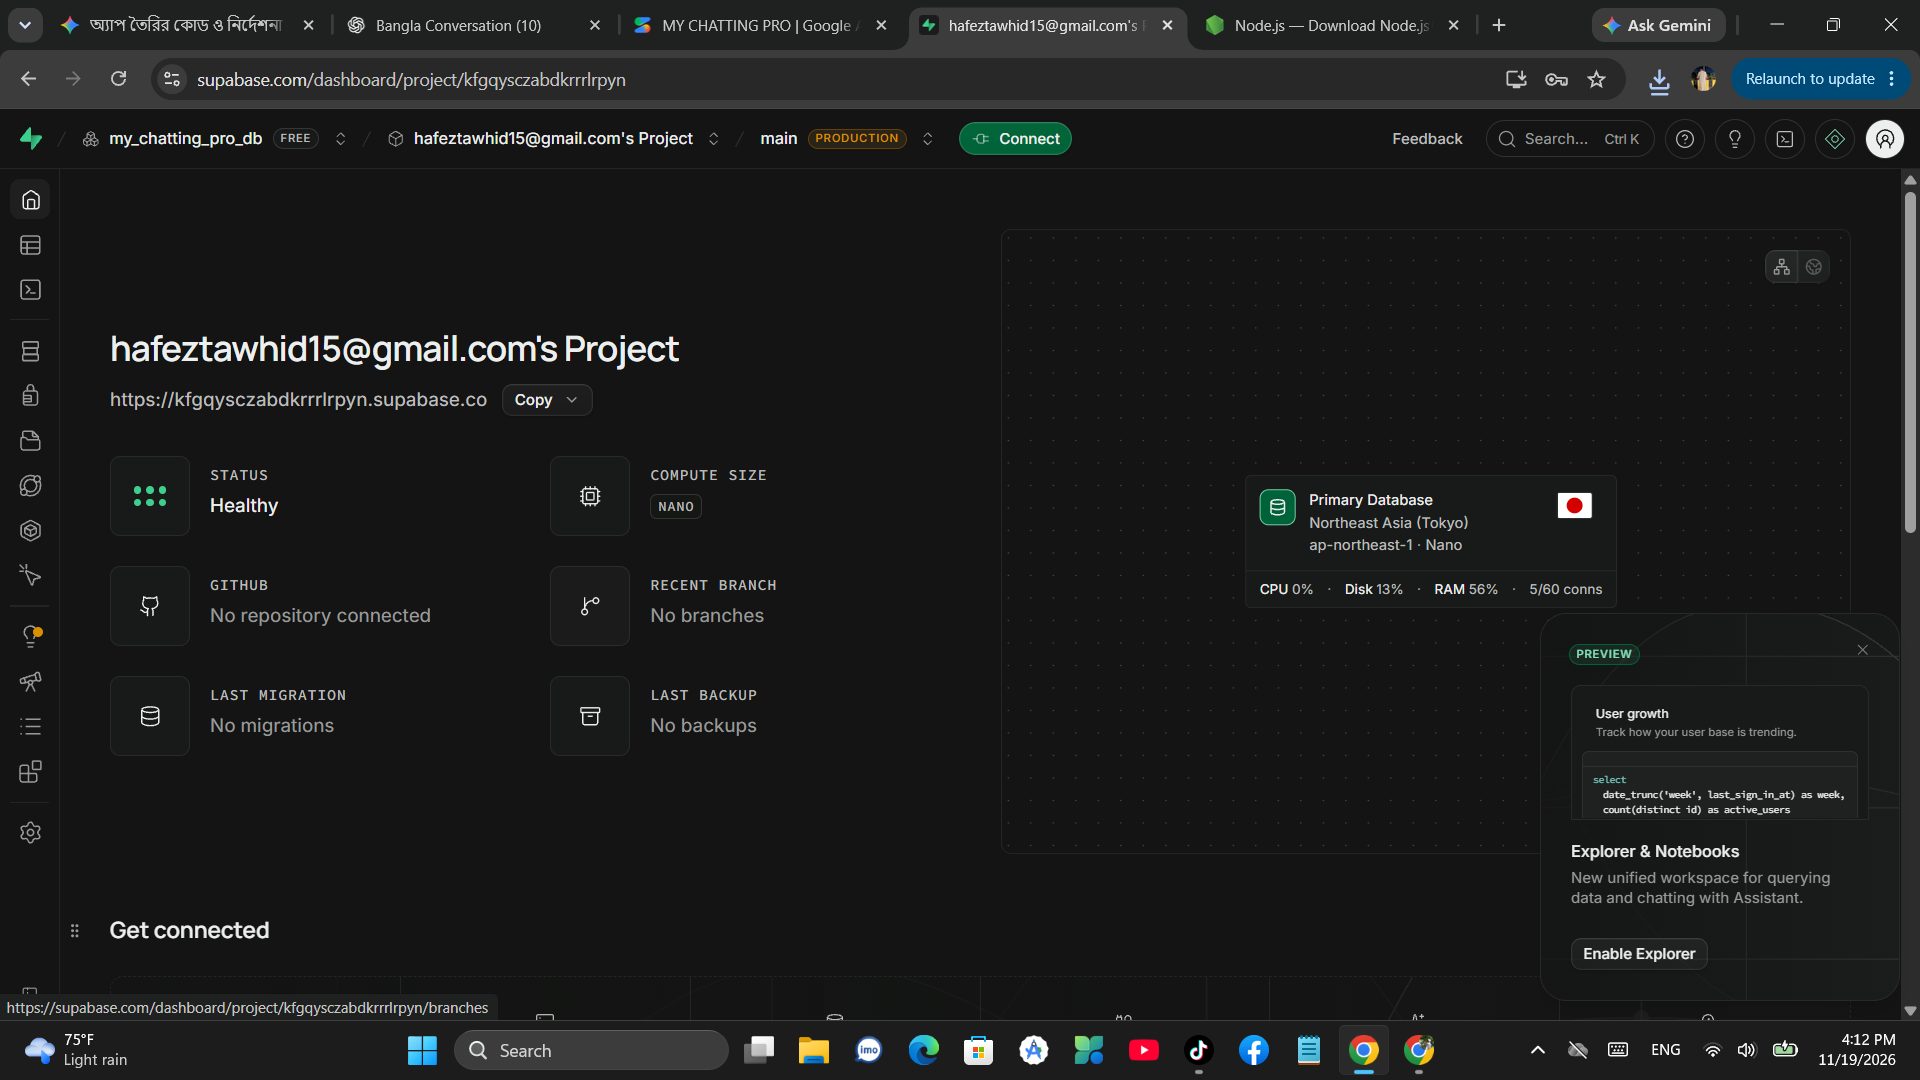 অ্যাপ তৈরির কোড ও নির্দেশনা
Bangla Conversation (10)
MY CHATTING PRO | Google
hafeztawhid15@gmail.com's
Node.js — Download Node.js
Ask Gemini
supabase.com/dashboard/project/kfgqysczabdkrrrlrpyn
Relaunch to update
my_chatting_pro_db FREE
hafeztawhid15@gmail.com's Project
main PRODUCTION
Connect
Feedback
Search... Ctrl K
hafeztawhid15@gmail.com's Project
https://kfgqysczabdkrrrlrpyn.supabase.co Copy
STATUS
Healthy
COMPUTE SIZE
NANO
GITHUB
No repository connected
RECENT BRANCH
No branches
LAST MIGRATION
No migrations
LAST BACKUP
No backups
Primary Database
Northeast Asia (Tokyo)
ap-northeast-1 · Nano
CPU 0% · Disk 13% · RAM 56% · 5/60 conns
PREVIEW
User growth
Track how your user base is trending.
select
date_trunc('week', last_sign_in_at) as week,
count(distinct id) as active_users
Explorer & Notebooks
New unified workspace for querying
data and chatting with Assistant.
Enable Explorer
Get connected
https://supabase.com/dashboard/project/kfgqysczabdkrrrlrpyn/branches
75°F
Light rain
Search
imo
ENG
4:12 PM
11/19/2026